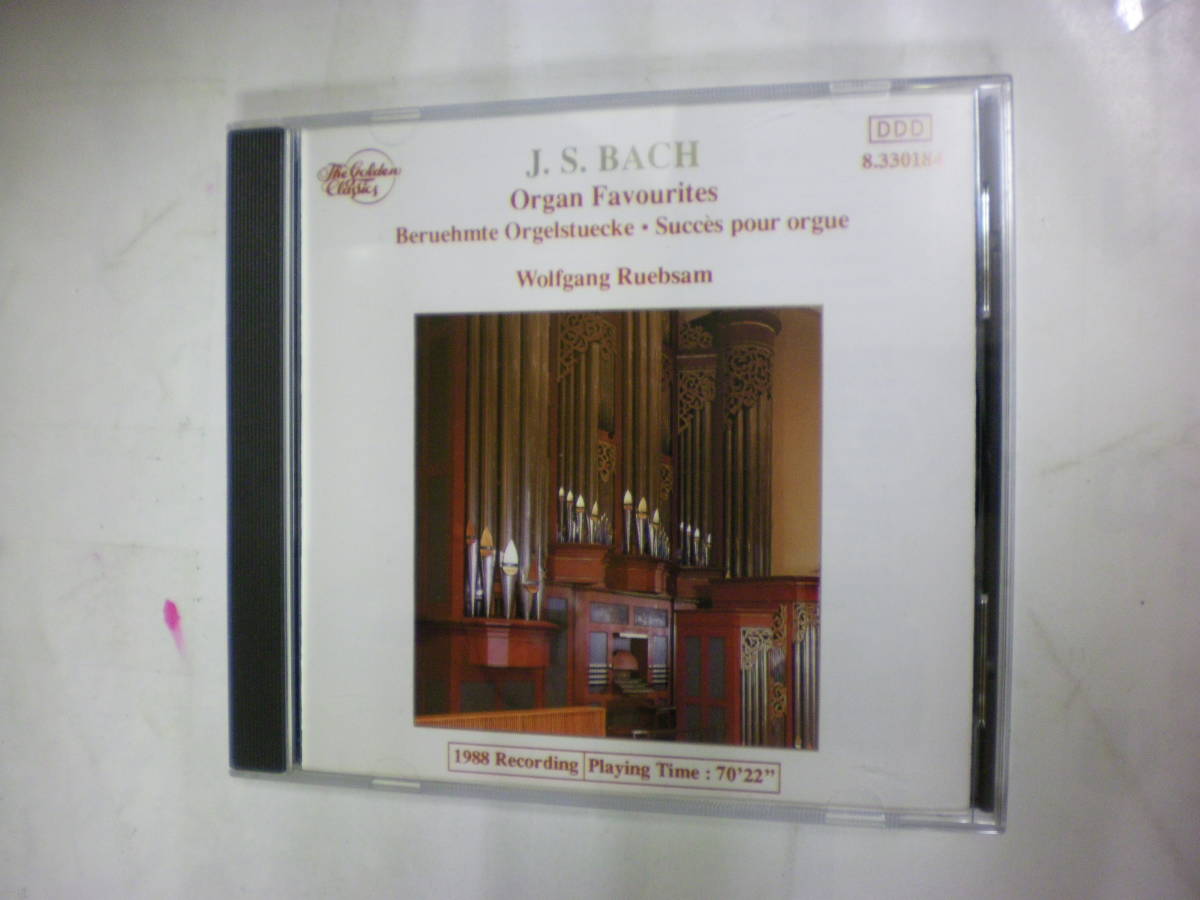 The Golden
Classics
DDD
8.330184
J. S. BACH
Organ Favourites
Beruehmte Orgelstuecke • Succès pour orgue
Wolfgang Ruebsam
1988 Recording
Playing Time : 70'22"